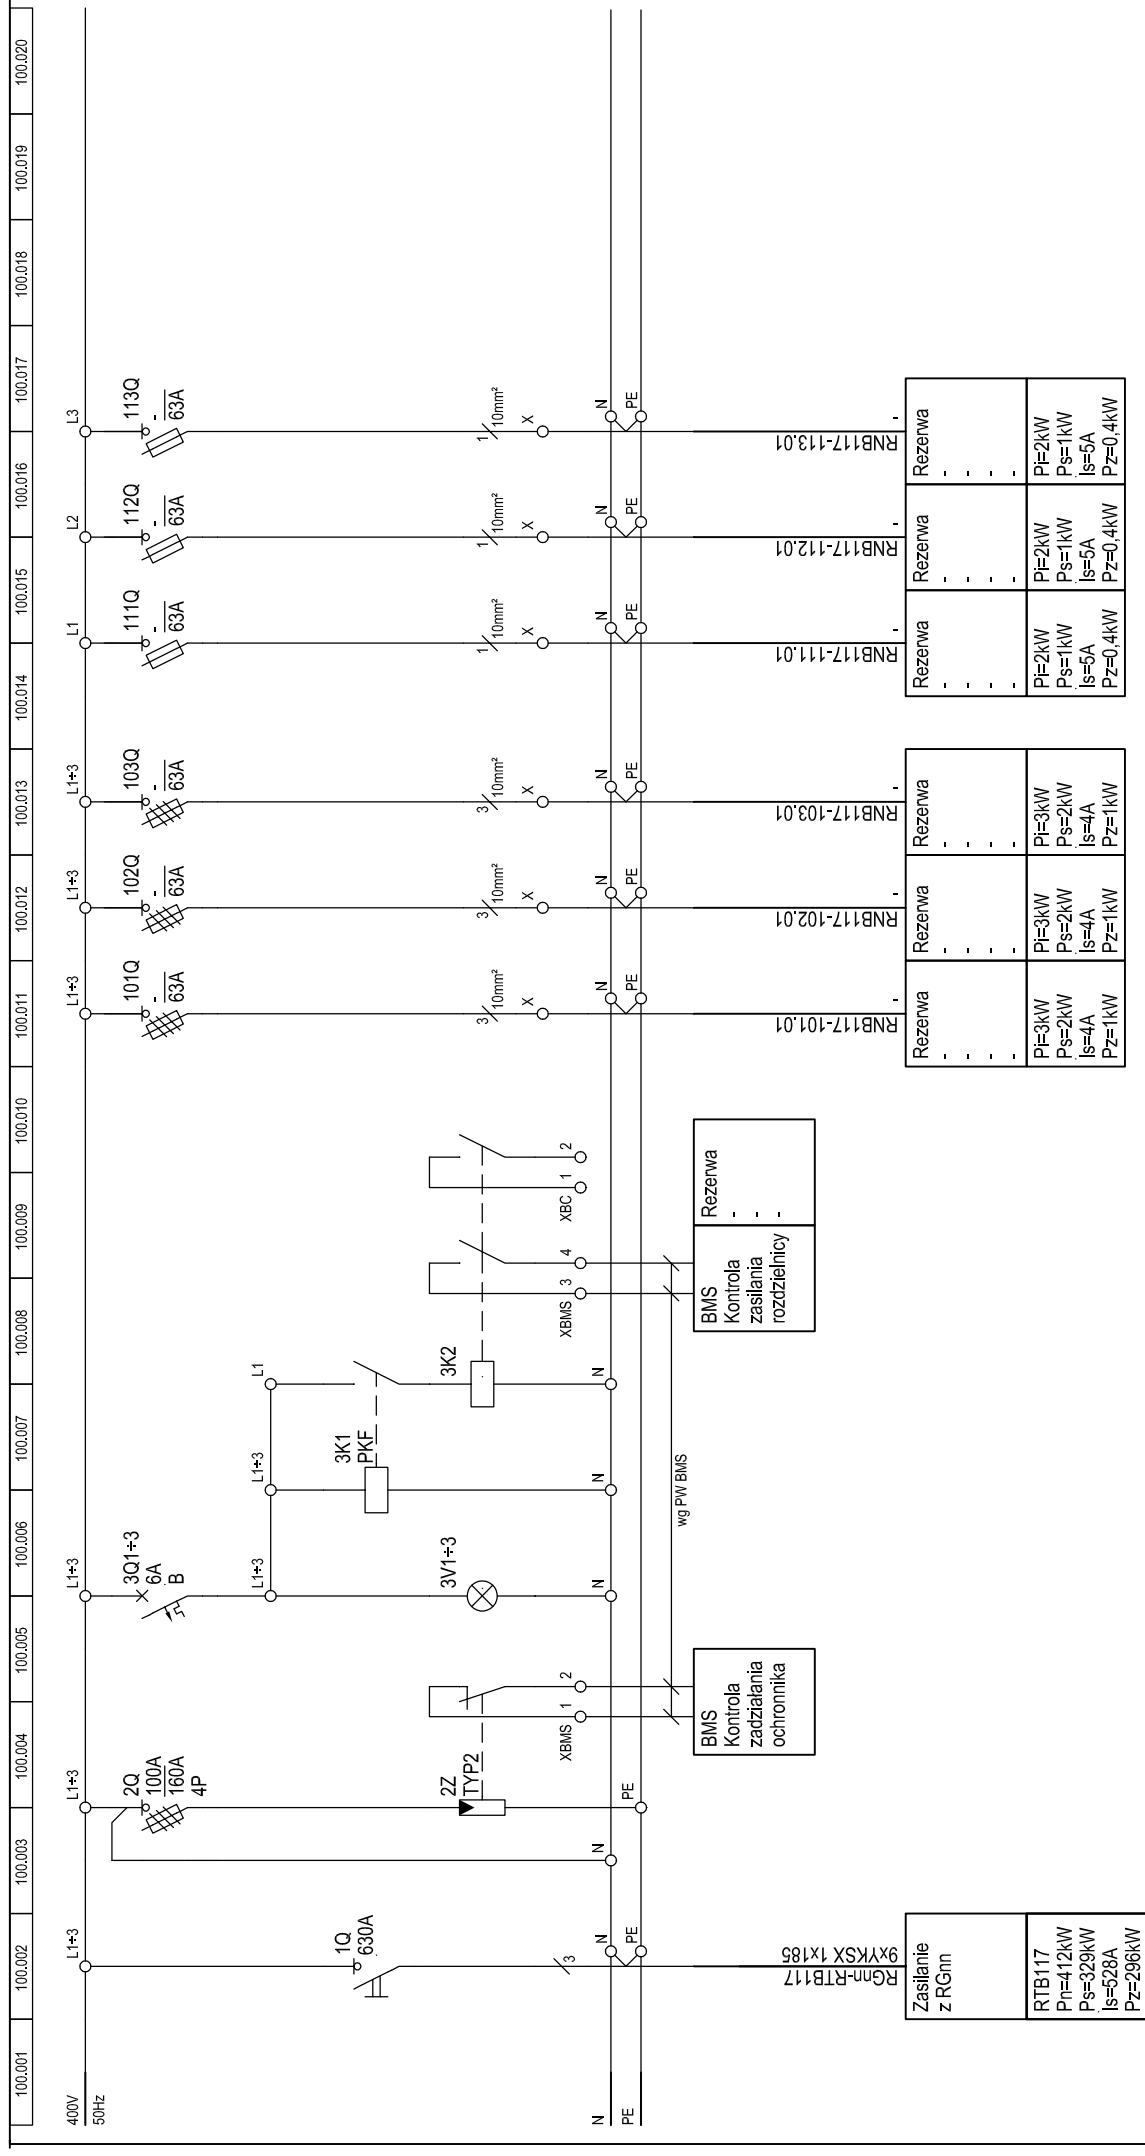 100.001
100.002
100.003
100.004
100.005
100.006
100.007
100.008
100.009
100.010
100.011
100.012
100.013
100.014
100.015
100.016
100.017
100.018
100.019
100.020
400V
50Hz
L1÷3
1Q
630A
3
N
PE
N
PE
RGnn-RTB117
9xYKSX 1x185
Zasilanie
z RGnn
RTB117
Pn=412kW
Ps=329kW
Is=528A
Pz=296kW
L1÷3
2Q
100A
160A
4P
2Z
TYP2
N
PE
XBMS
1
2
BMS
Kontrola
zadziałania
ochronnika
L1÷3
3Q1÷3
6A
B
L1÷3
3V1÷3
N
L1÷3
3K1
PKF
N
L1
3K2
N
wg PW BMS
XBMS
3
4
BMS
Kontrola
zasilania
rozdzielnicy
XBC
1
2
Rezerwa
-
-
-
L1÷3
101Q
-
63A
3
10mm²
X
N
PE
RNB117-101.01
-
Rezerwa
-
-
-
-
Pi=3kW
Ps=2kW
Is=4A
Pz=1kW
L1÷3
102Q
-
63A
3
10mm²
X
N
PE
RNB117-102.01
-
Rezerwa
-
-
-
-
Pi=3kW
Ps=2kW
Is=4A
Pz=1kW
L1÷3
103Q
-
63A
3
10mm²
X
N
PE
RNB117-103.01
-
Rezerwa
-
-
-
-
Pi=3kW
Ps=2kW
Is=4A
Pz=1kW
L1
111Q
-
63A
1
10mm²
X
N
PE
RNB117-111.01
-
Rezerwa
-
-
-
-
Pi=2kW
Ps=1kW
Is=5A
Pz=0,4kW
L2
112Q
-
63A
1
10mm²
X
N
PE
RNB117-112.01
-
Rezerwa
-
-
-
-
Pi=2kW
Ps=1kW
Is=5A
Pz=0,4kW
L3
113Q
-
63A
1
10mm²
X
N
PE
RNB117-113.01
-
Rezerwa
-
-
-
-
Pi=2kW
Ps=1kW
Is=5A
Pz=0,4kW